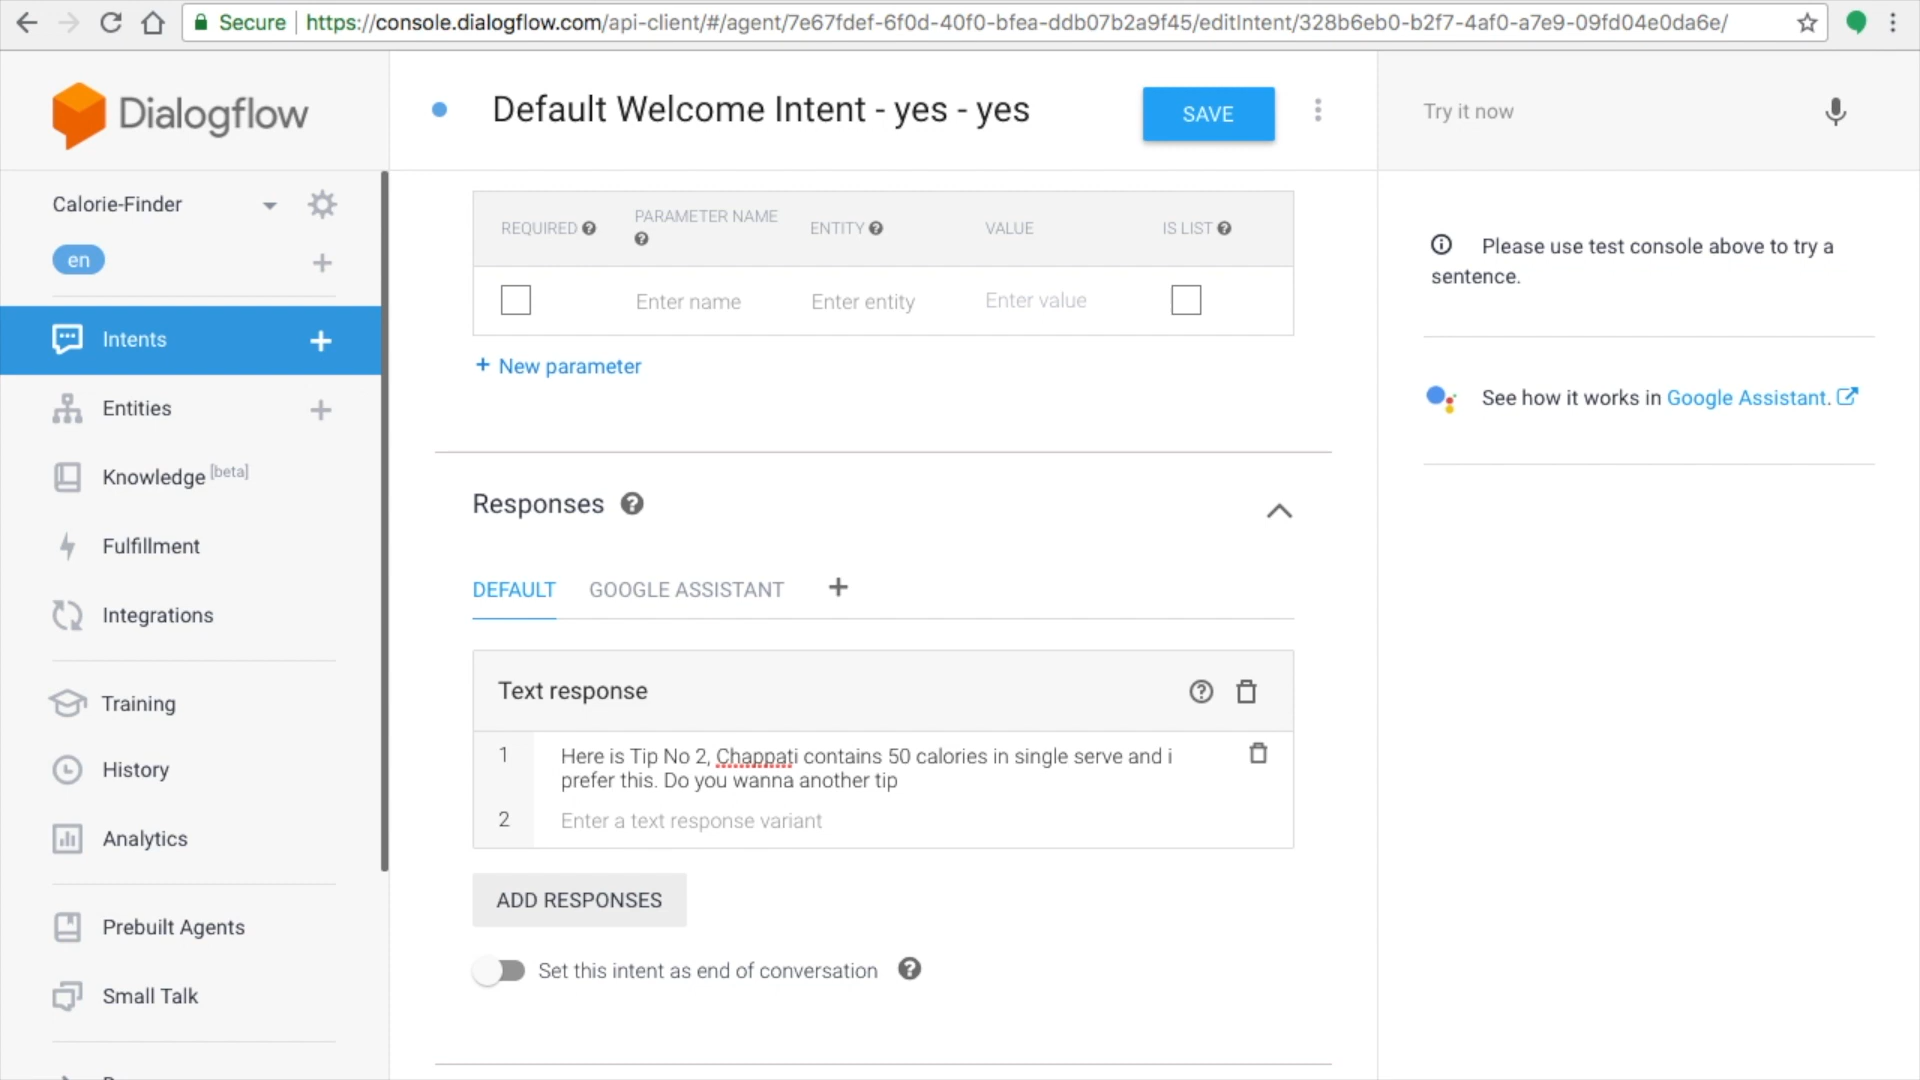 Secure https://console.dialogflow.com/api-client/#/agent/7e67fdef-6f0d-40f0-bfea-ddb07b2a9f45/editIntent/328b6eb0-b2f7-4af0-a7e9-09fd04e0da6e/
Dialogflow
Default Welcome Intent - yes - yes
SAVE
Try it now
Calorie-Finder
en
Intents
Entities
Knowledge [beta]
Fulfillment
Integrations
Training
History
Analytics
Prebuilt Agents
Small Talk
REQUIRED
PARAMETER NAME
ENTITY
VALUE
IS LIST
Enter name
Enter entity
Enter value
+ New parameter
Responses
DEFAULT
GOOGLE ASSISTANT
Text response
1 Here is Tip No 2, Chappati contains 50 calories in single serve and i
prefer this. Do you wanna another tip
2 Enter a text response variant
ADD RESPONSES
Set this intent as end of conversation
Please use test console above to try a
sentence.
See how it works in Google Assistant.